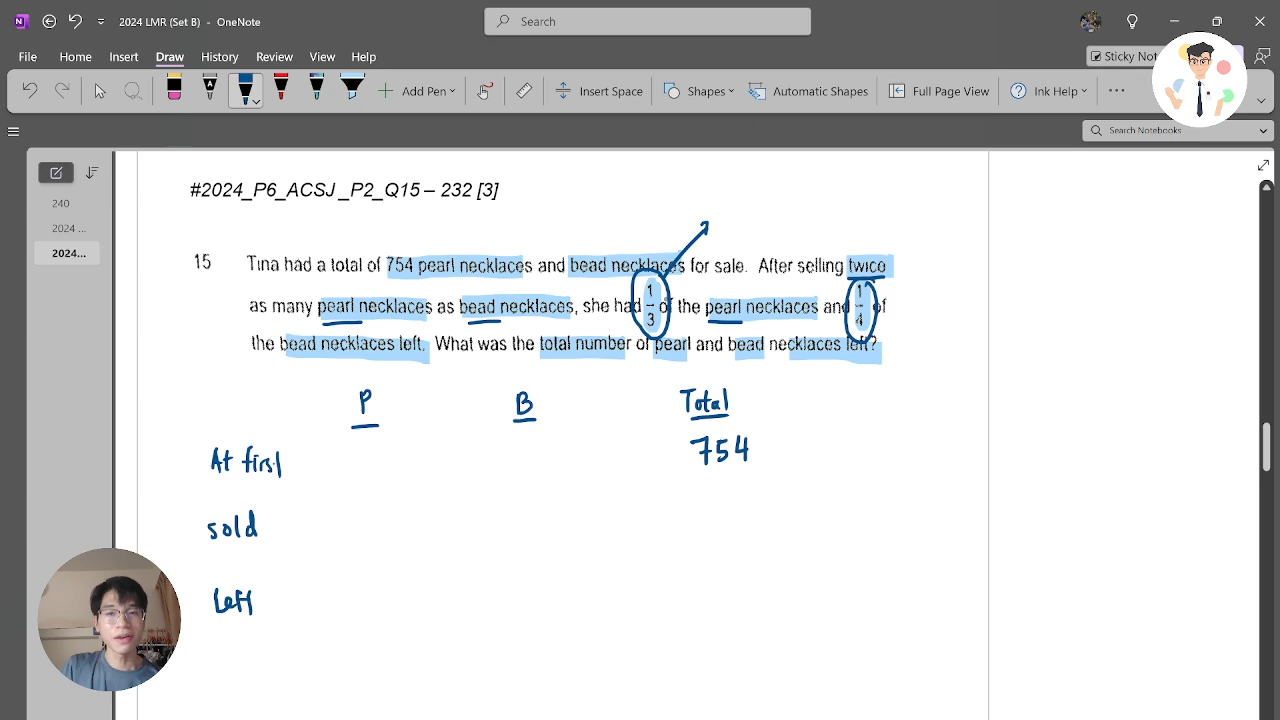 2024 LMR (Set B) - OneNote
Search
File Home Insert Draw History Review View Help
Sticky Not
Add Pen
Insert Space
Shapes
Automatic Shapes
Full Page View
Ink Help
Search Notebooks
240
2024 ...
2024...
#2024_P6_ACSJ _P2_Q15 – 232 [3]
15 Tina had a total of 754 pearl necklaces and bead necklaces for sale. After selling twice
as many pearl necklaces as bead necklaces, she had 1/3 of the pearl necklaces and 1/4 of
the bead necklaces left. What was the total number of pearl and bead necklaces left?
P B Total
At first 754
sold
left